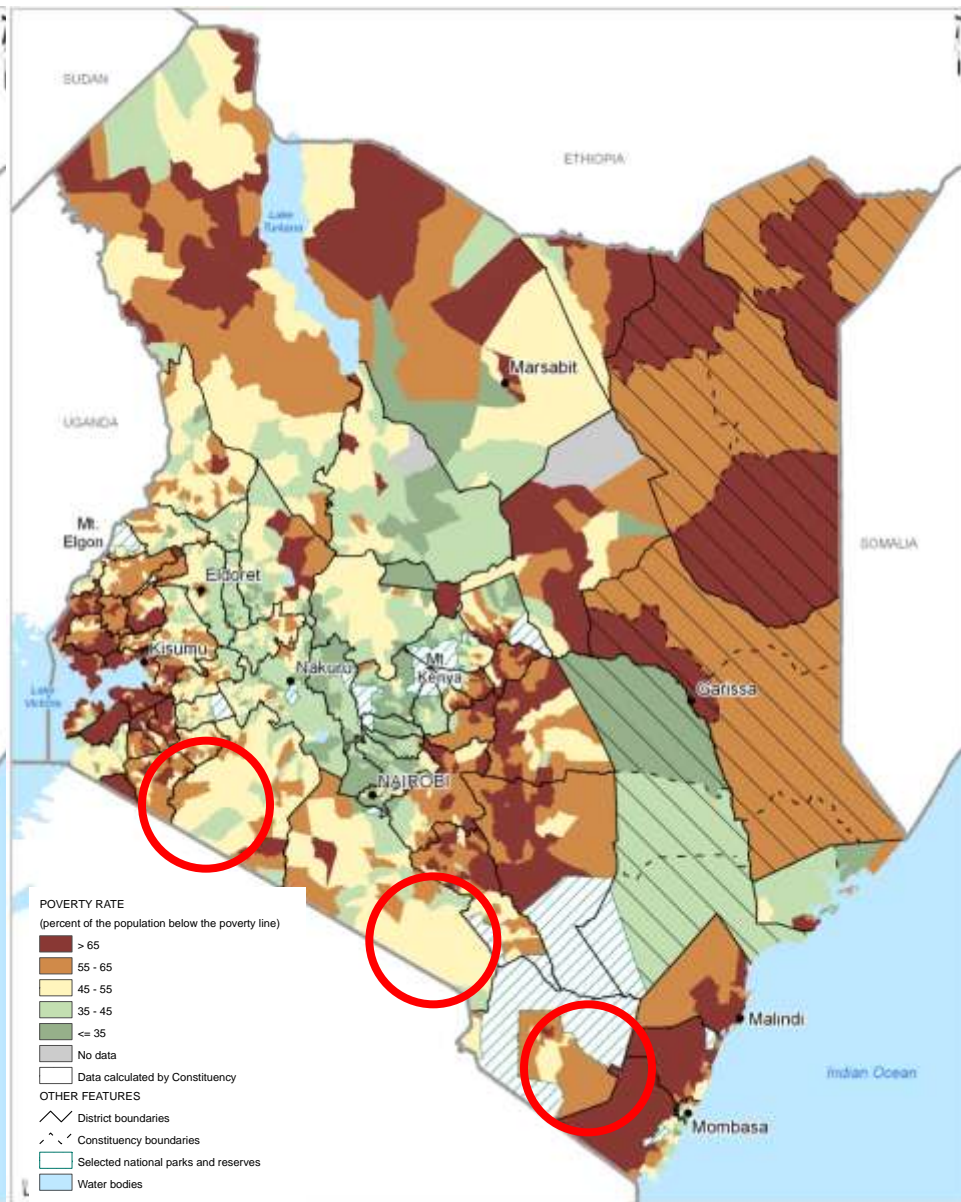 SUDAN
ETHIOPIA
Lake
Turkana
Marsabit
UGANDA
Mt.
Elgon
SOMALIA
Eldoret
Kisumu
Nakuru
Mt.
Kenya
Garissa
Lake
Victoria
NAIROBI
POVERTY RATE
(percent of the population below the poverty line)
> 65
55 - 65
45 - 55
35 - 45
<= 35
No data
Data calculated by Constituency
OTHER FEATURES
District boundaries
Constituency boundaries
Selected national parks and reserves
Water bodies
Malindi
Indian Ocean
Mombasa